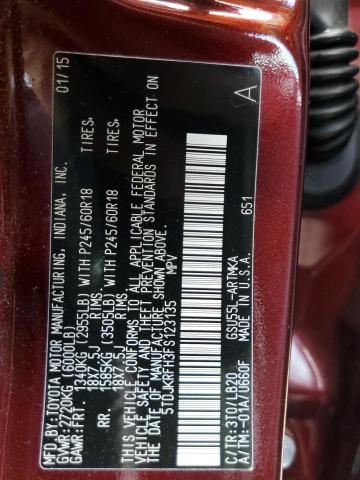 MFD.BY:TOYOTA MOTOR MANUFACTURING, INDIANA, INC. 01/15
GVWR:2720KG(6000LB)
GAWR:FRT. 1340KG(2955LB) WITH P245/60R18 TIRES,
18X7.5J RIMS
RR. 1585KG(3505LB) WITH P245/60R18 TIRES,
18X7.5J RIMS
THIS VEHICLE CONFORMS TO ALL APPLICABLE FEDERAL MOTOR
VEHICLE SAFETY AND THEFT PREVENTION STANDARDS IN EFFECT ON
THE DATE OF MANUFACTURE SHOWN ABOVE.
5TDJKRFH3FS123135 MPV
A
651
C/TR:3T0/LB20 GSU55L-ARTMKA
A/TM:-01A/U660F MADE IN U.S.A.